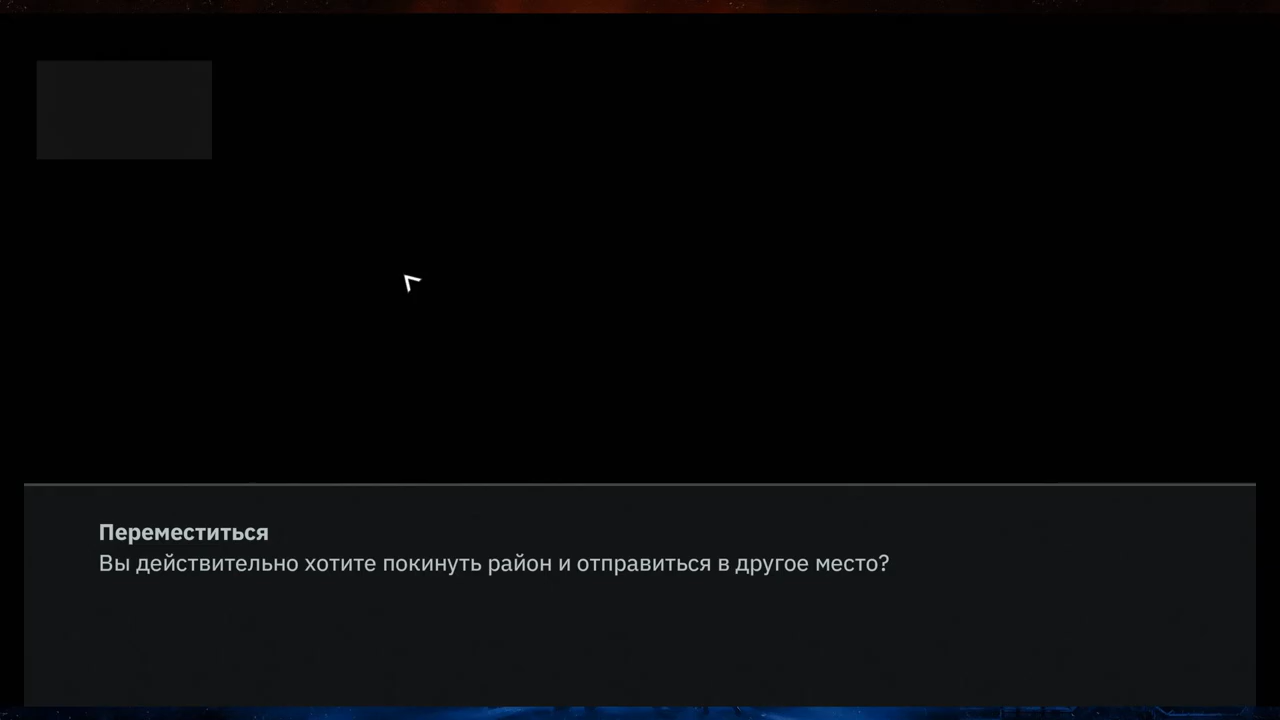 Переместиться
Вы действительно хотите покинуть район и отправиться в другое место?